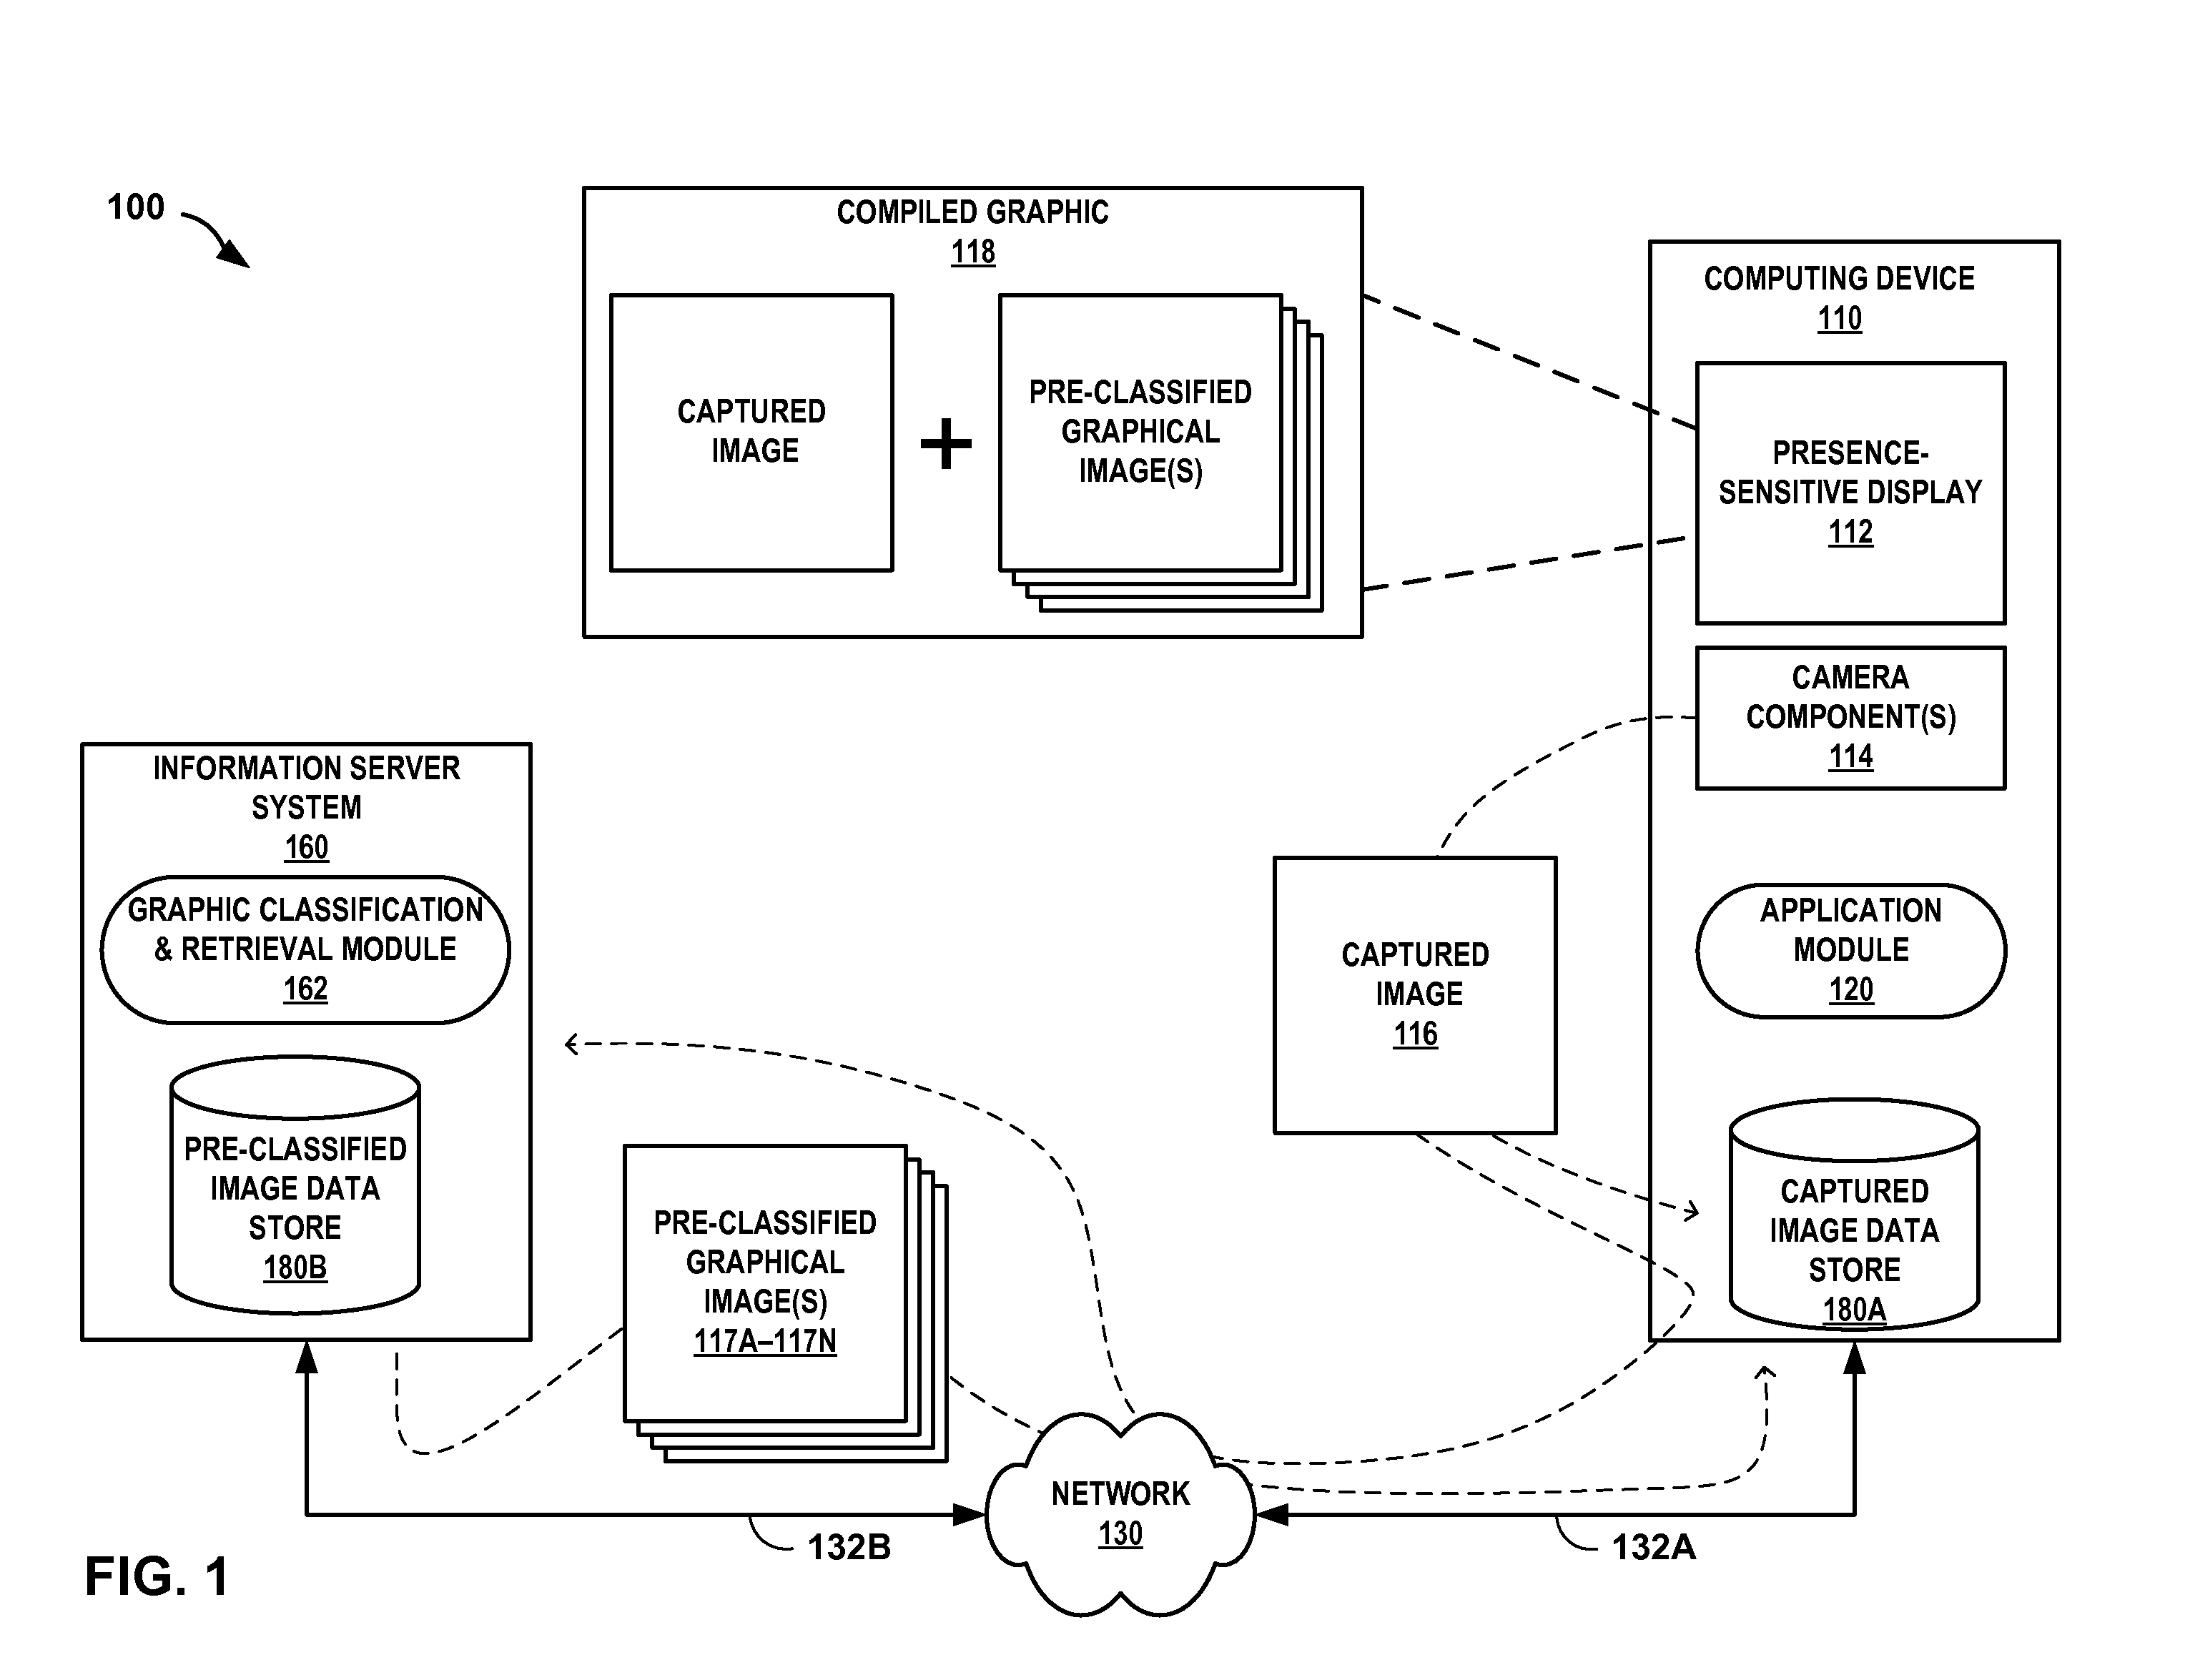 100
COMPILED GRAPHIC
118
CAPTURED
IMAGE
+
PRE-CLASSIFIED
GRAPHICAL
IMAGE(S)
COMPUTING DEVICE
110
PRESENCE-
SENSITIVE DISPLAY
112
CAMERA
COMPONENT(S)
114
APPLICATION
MODULE
120
CAPTURED
IMAGE DATA
STORE
180A
CAPTURED
IMAGE
116
INFORMATION SERVER
SYSTEM
160
GRAPHIC CLASSIFICATION
& RETRIEVAL MODULE
162
PRE-CLASSIFIED
IMAGE DATA
STORE
180B
PRE-CLASSIFIED
GRAPHICAL
IMAGE(S)
117A–117N
NETWORK
130
132B
132A
FIG. 1